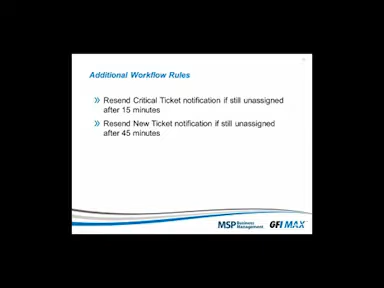 Additional Workflow Rules
» Resend Critical Ticket notification if still unassigned
after 15 minutes
» Resend New Ticket notification if still unassigned
after 45 minutes
MSP Business Management GFI MAX